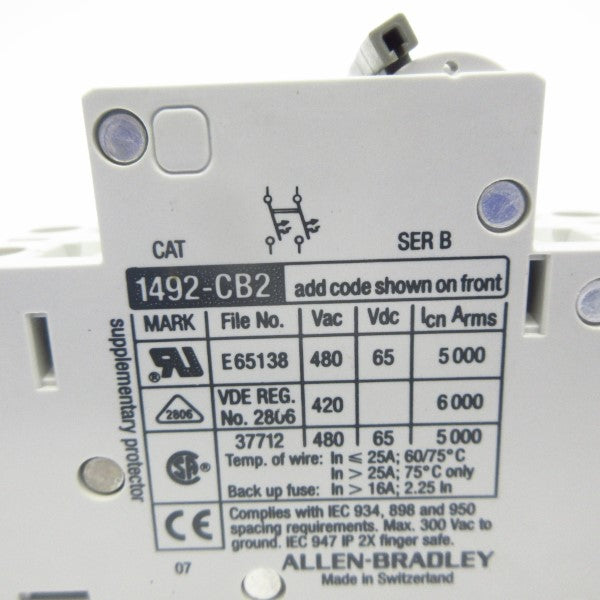 CAT SER B
1492-CB2 add code shown on front
MARK File No. Vac Vdc Icn Arms
E65138 480 65 5 000
VDE REG. No. 2806 420 6 000
2806
37712 480 65 5 000
Temp. of wire: In ≤ 25A; 60/75°C
In > 25A; 75°C only
Back up fuse: In > 16A; 2.25 In
SA ®
CE
Complies with IEC 934, 898 and 950
spacing requirements. Max. 300 Vac to
ground. IEC 947 IP 2X finger safe.
07 ALLEN-BRADLEY
Made in Switzerland
supplementary protector